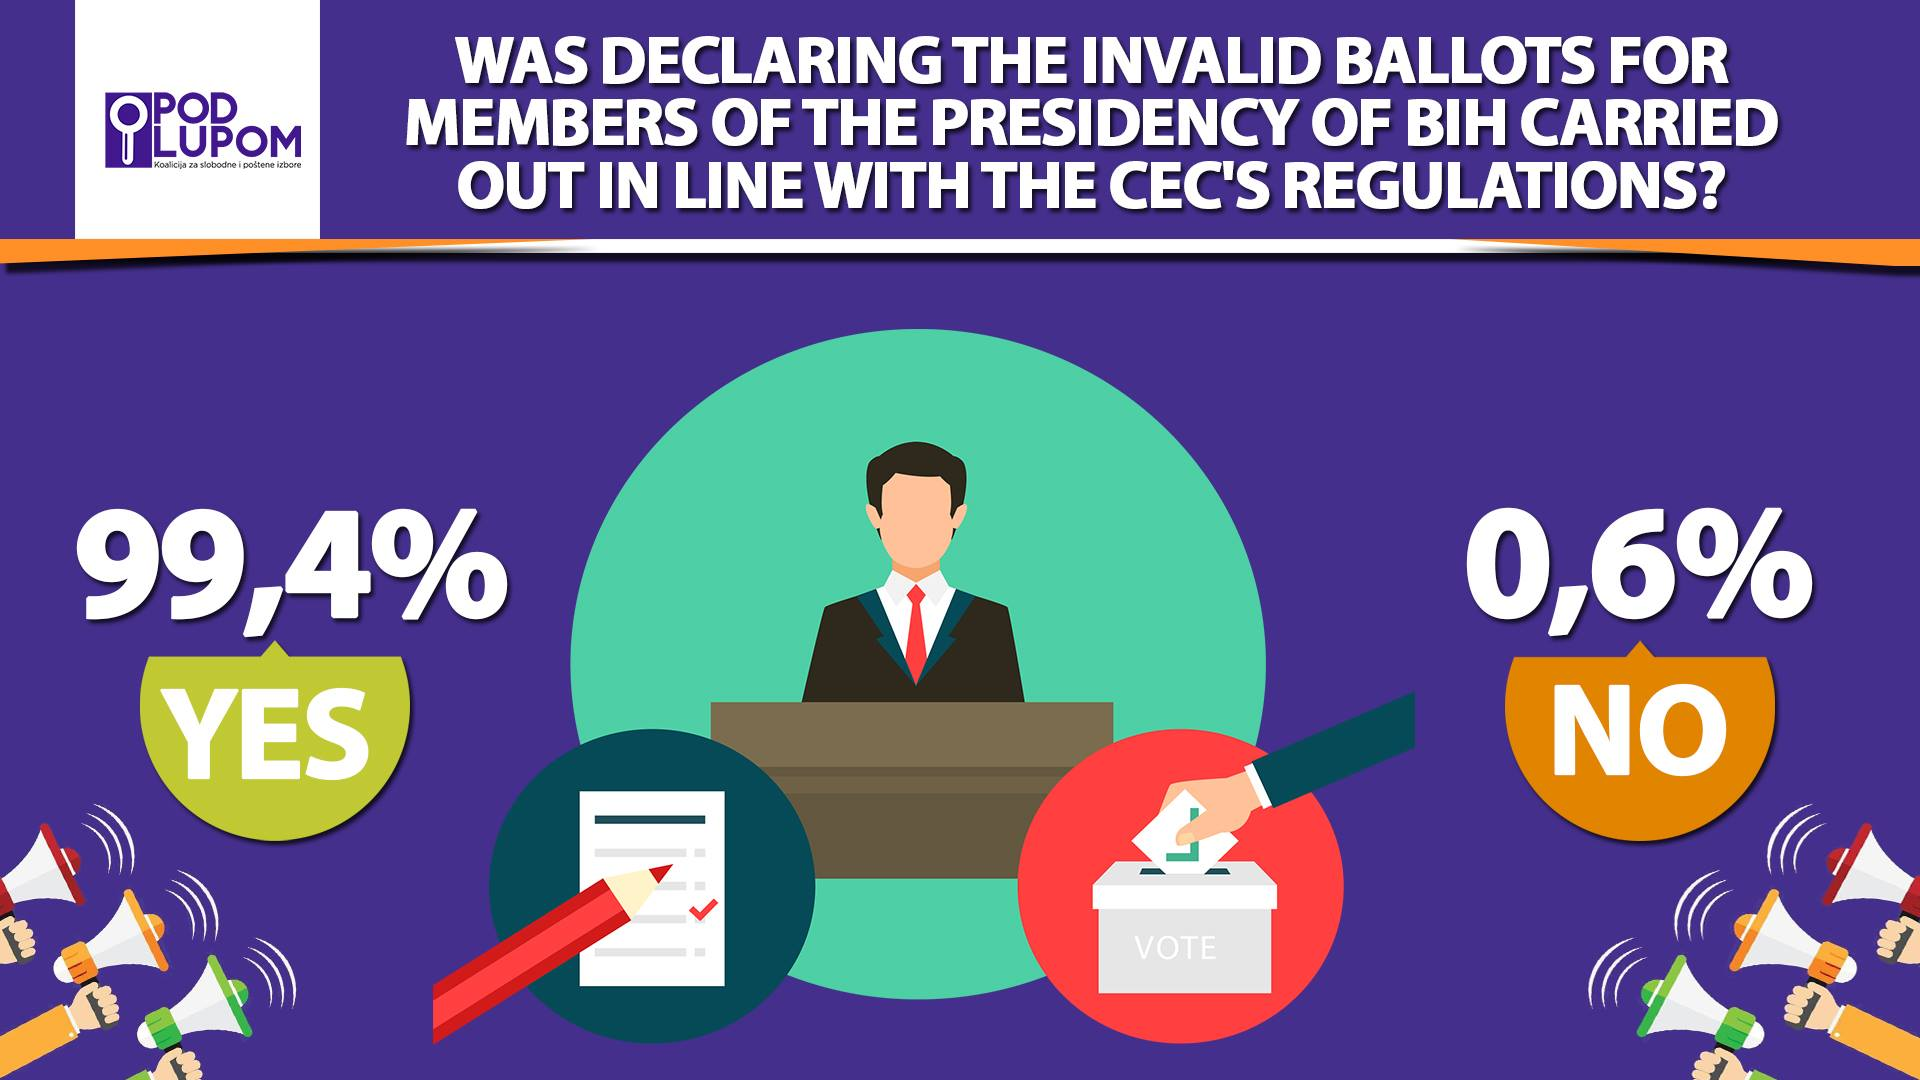 POD
LUPOM
Koalicija za slobodne i poštene izbore
WAS DECLARING THE INVALID BALLOTS FOR
MEMBERS OF THE PRESIDENCY OF BIH CARRIED
OUT IN LINE WITH THE CEC'S REGULATIONS?
99,4%
YES
0,6%
NO
VOTE